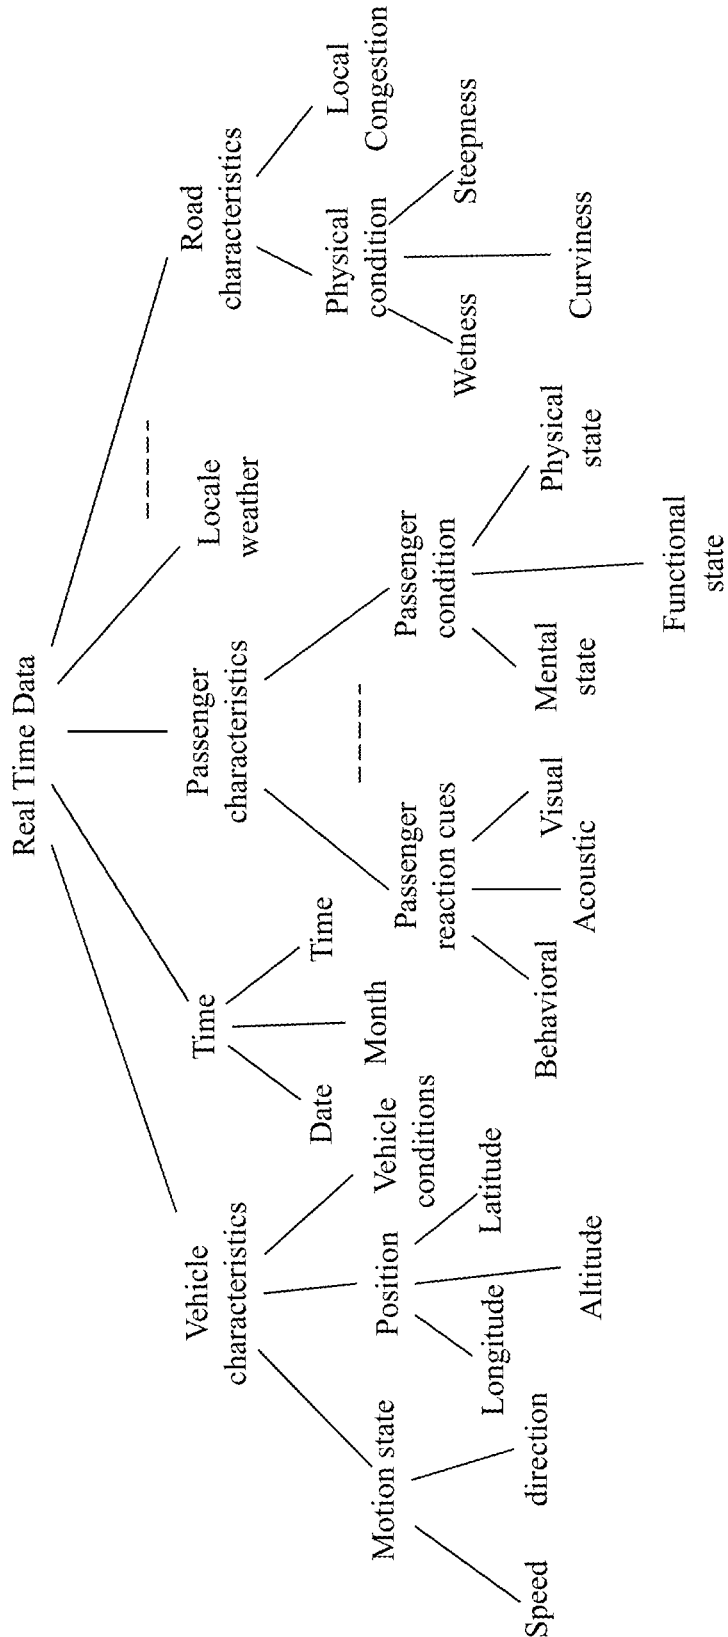 Real Time Data
Vehicle
characteristics
Time
Passenger
characteristics
Locale
weather
Road
characteristics
Motion state
Position
Vehicle
conditions
Date
Month
Time
Passenger
reaction cues
Passenger
condition
Physical
condition
Local
Congestion
Speed
direction
Longitude
Altitude
Latitude
Behavioral
Acoustic
Visual
Mental
state
Functional
state
Physical
state
Wetness
Curviness
Steepness